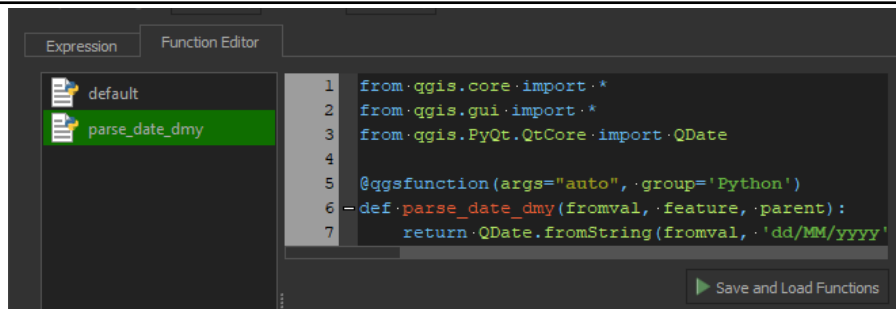 Expression Function Editor
default
parse_date_dmy
1 from qgis.core import *
2 from qgis.gui import *
3 from qgis.PyQt.QtCore import QDate
4
5 @qgsfunction(args="auto", group='Python')
6 def parse_date_dmy(fromval, feature, parent):
7 return QDate.fromString(fromval, 'dd/MM/yyyy'
Save and Load Functions